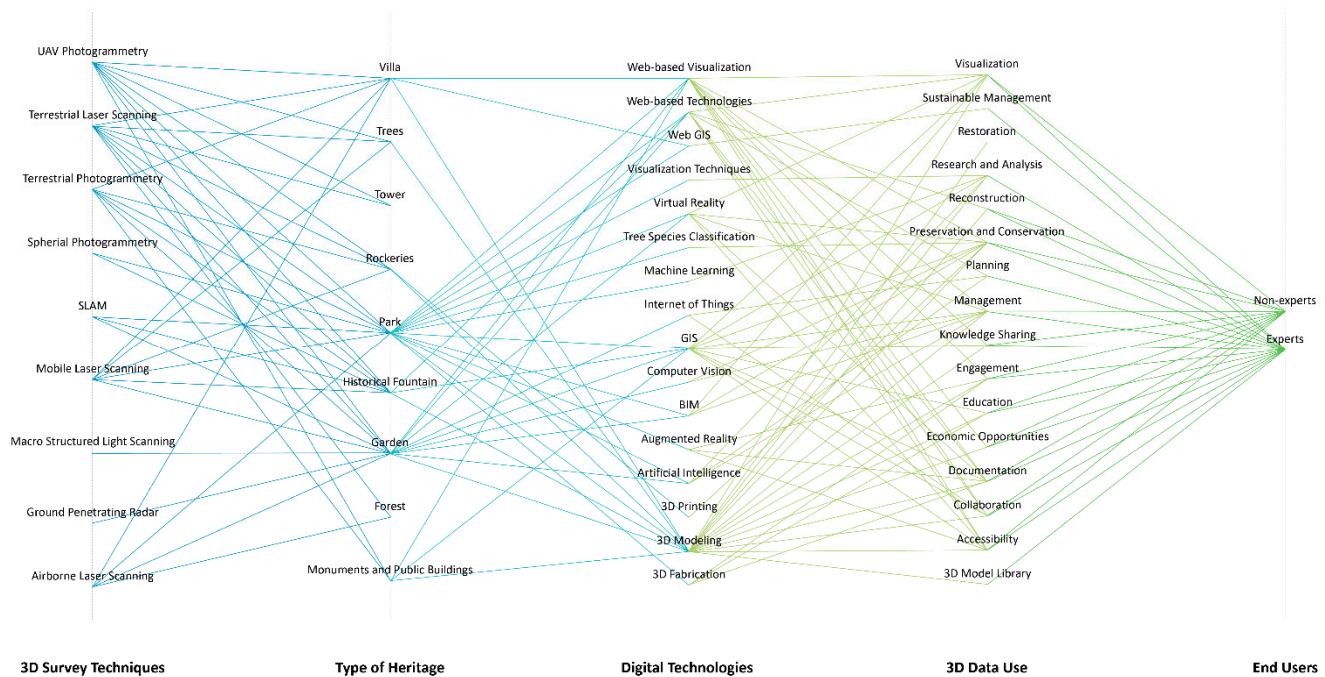 UAV Photogrammetry
Terrestrial Laser Scanning
Terrestrial Photogrammetry
Spherial Photogrammetry
SLAM
Mobile Laser Scanning
Macro Structured Light Scanning
Ground Penetrating Radar
Airborne Laser Scanning
3D Survey Techniques
Villa
Trees
Tower
Rockeries
Park
Historical Fountain
Garden
Forest
Monuments and Public Buildings
Type of Heritage
Web-based Visualization
Web-based Technologies
Web GIS
Visualization Techniques
Virtual Reality
Tree Species Classification
Machine Learning
Internet of Things
GIS
Computer Vision
BIM
Augmented Reality
Artificial Intelligence
3D Printing
3D Modeling
3D Fabrication
Digital Technologies
Visualization
Sustainable Management
Restoration
Research and Analysis
Reconstruction
Preservation and Conservation
Planning
Management
Knowledge Sharing
Engagement
Education
Economic Opportunities
Documentation
Collaboration
Accessibility
3D Model Library
3D Data Use
Non-experts
Experts
End Users